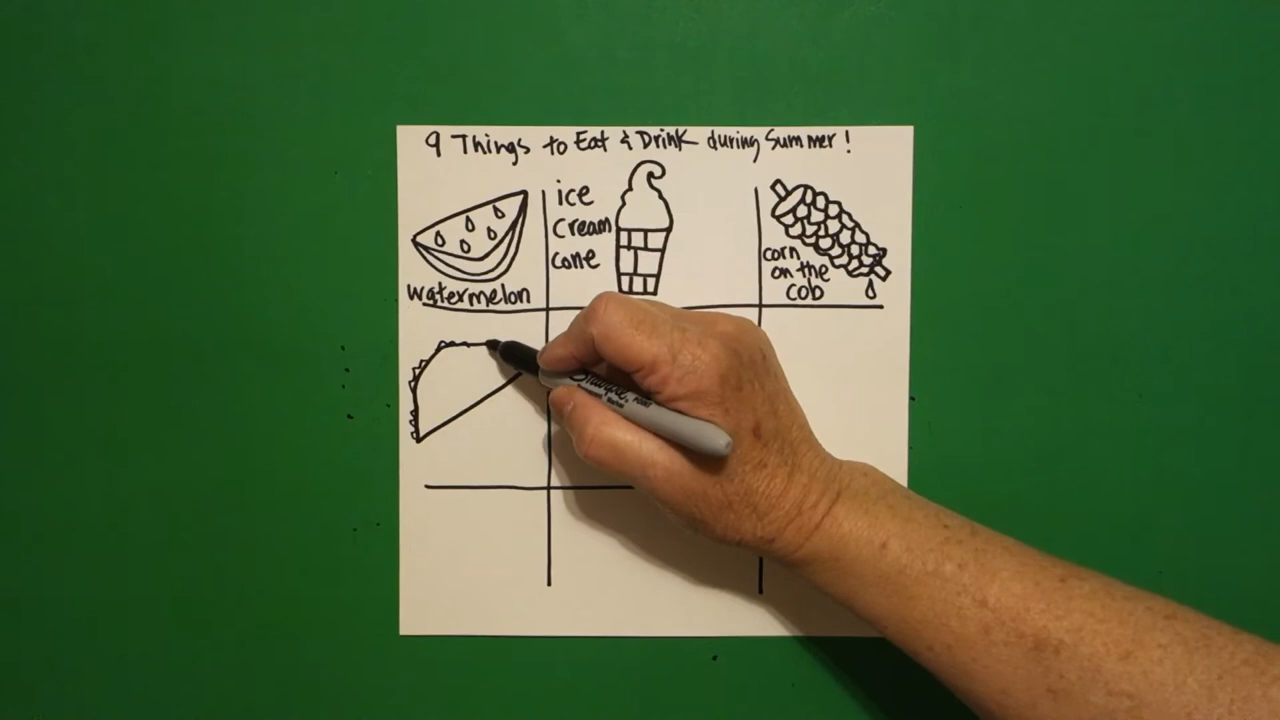 9 Things to Eat & Drink during Summer!
ice
cream
cone
corn
on the
cob
watermelon
Sharpie